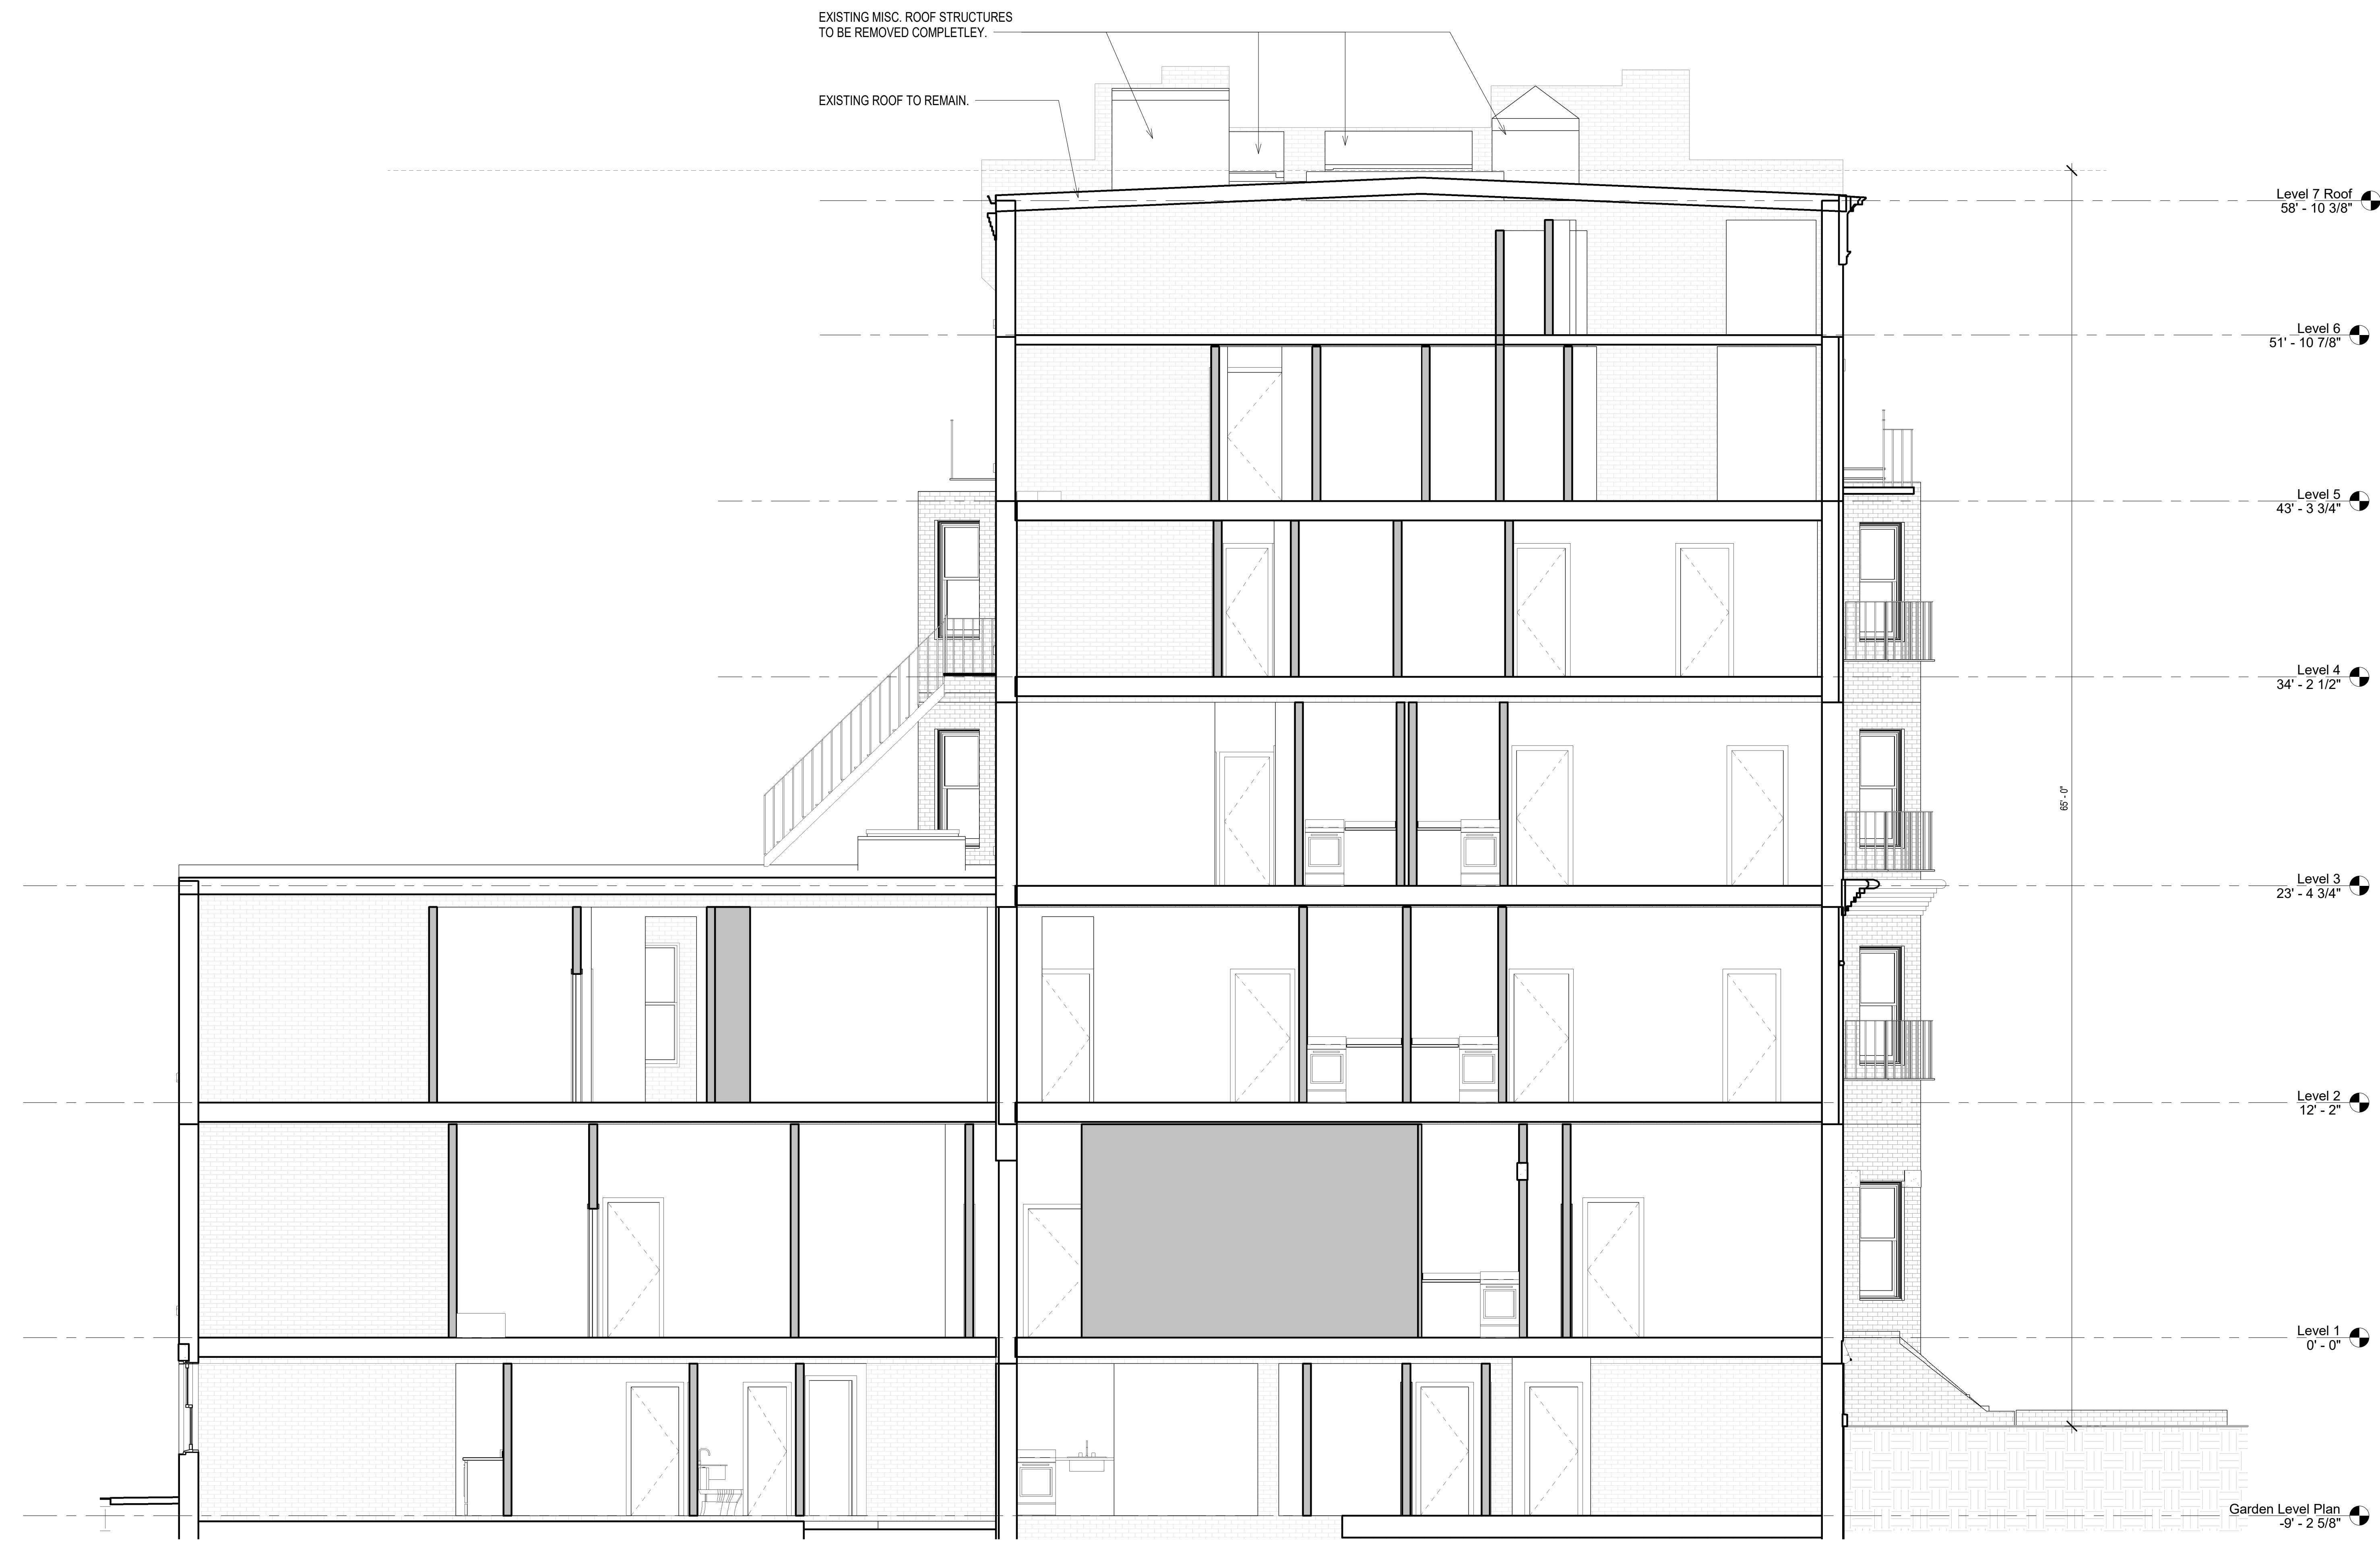 EXISTING MISC. ROOF STRUCTURES
TO BE REMOVED COMPLETLEY.
EXISTING ROOF TO REMAIN.
Level 7 Roof
58' - 10 3/8"
Level 6
51' - 10 7/8"
Level 5
43' - 3 3/4"
Level 4
34' - 2 1/2"
65' - 0"
Level 3
23' - 4 3/4"
Level 2
12' - 2"
Level 1
0' - 0"
Garden Level Plan
-9' - 2 5/8"